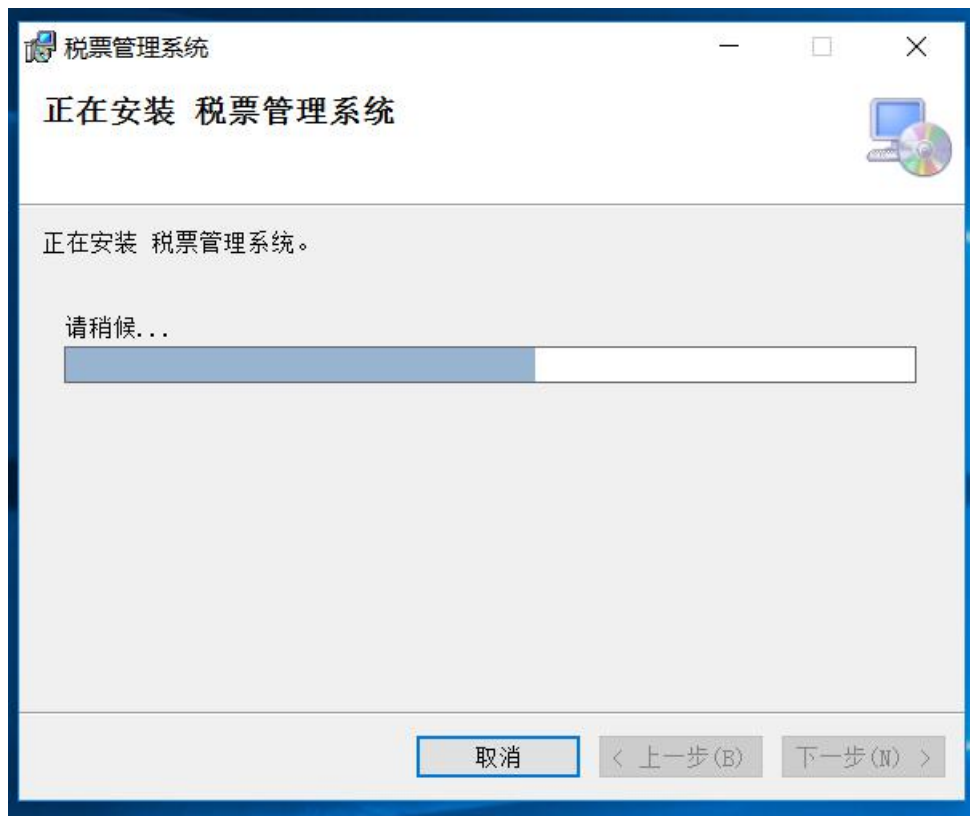 税票管理系统
正在安装 税票管理系统
正在安装 税票管理系统。
请稍候...
取消
< 上一步(B)
下一步(N) >